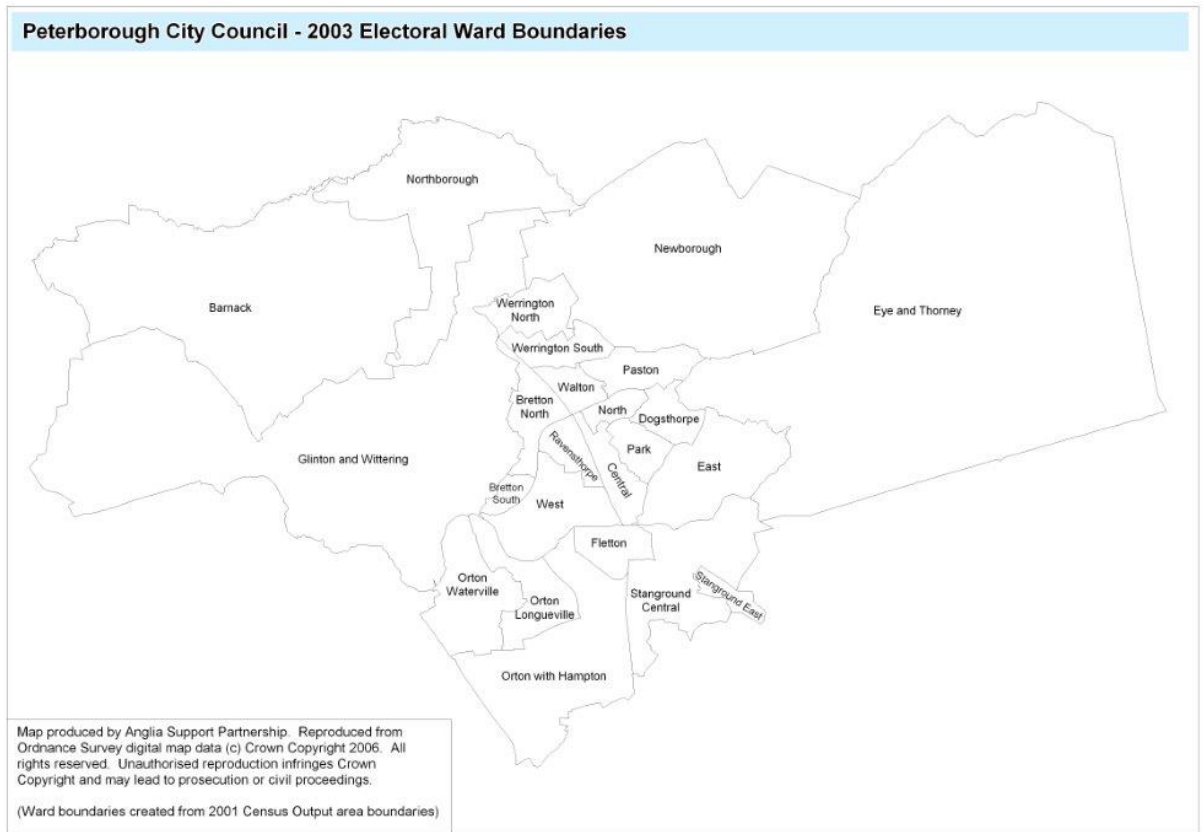 Peterborough City Council - 2003 Electoral Ward Boundaries
Northborough
Newborough
Barnack
Werrington
North
Eye and Thorney
Werrington South
Paston
Walton
Bretton
North
North
Dogsthorpe
Ravensthorpe
Park
Glinton and Wittering
Central
East
Bretton
South
West
Fletton
Orton
Waterville
Orton
Longueville
Stanground
Central
Stanground East
Orton with Hampton
Map produced by Anglia Support Partnership. Reproduced from
Ordnance Survey digital map data (c) Crown Copyright 2006. All
rights reserved. Unauthorised reproduction infringes Crown
Copyright and may lead to prosecution or civil proceedings.
(Ward boundaries created from 2001 Census Output area boundaries)